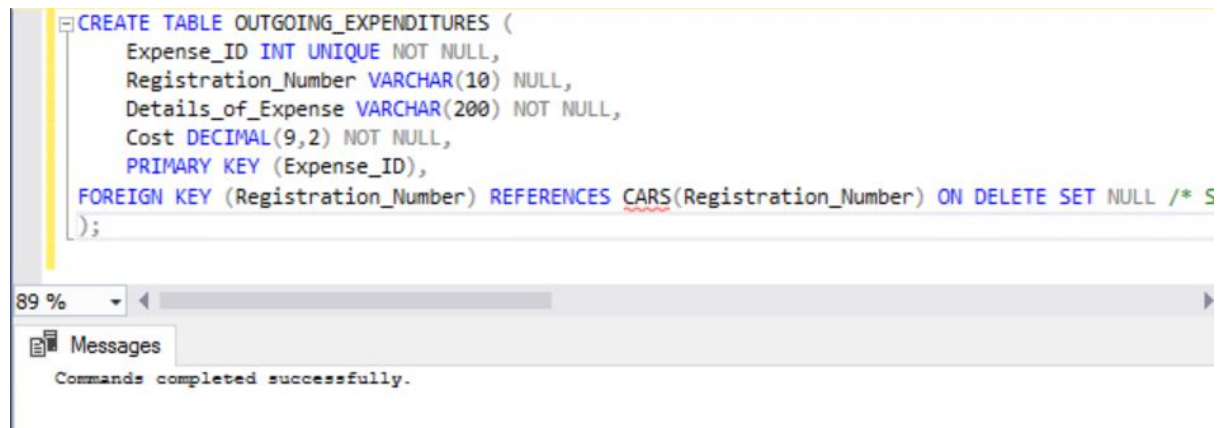 CREATE TABLE OUTGOING_EXPENDITURES (
Expense_ID INT UNIQUE NOT NULL,
Registration_Number VARCHAR(10) NULL,
Details_of_Expense VARCHAR(200) NOT NULL,
Cost DECIMAL(9,2) NOT NULL,
PRIMARY KEY (Expense_ID),
FOREIGN KEY (Registration_Number) REFERENCES CARS(Registration_Number) ON DELETE SET NULL /* S
);
89 %
Messages
Commands completed successfully.